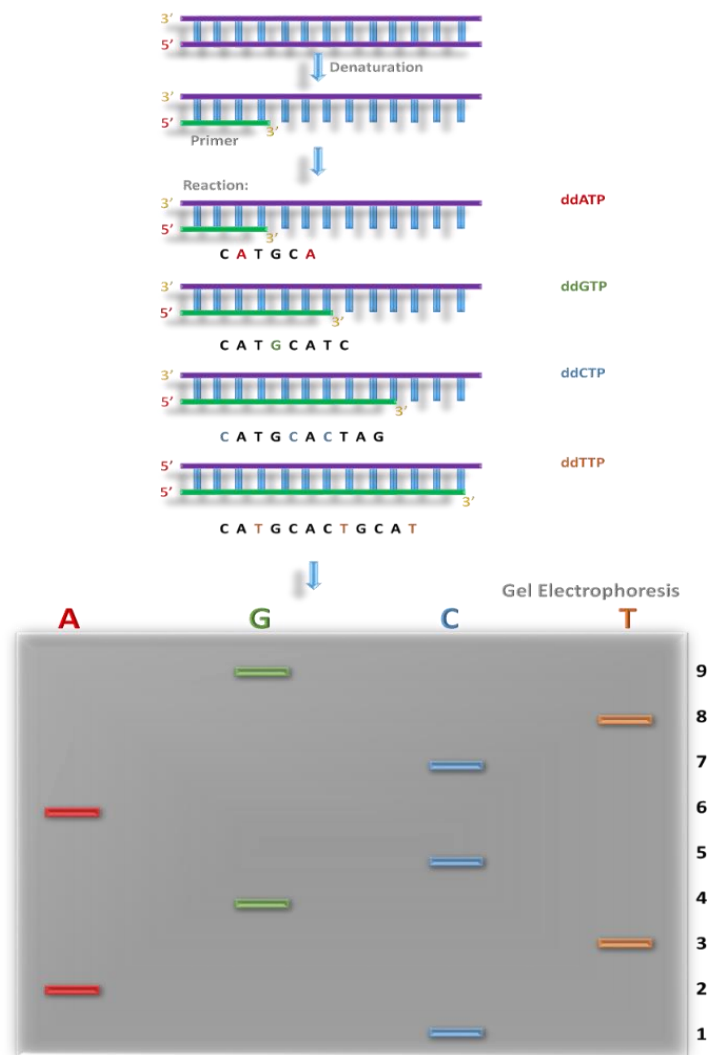 3’
5’
Denaturation
3’
5’
3’
Primer
Reaction:
3’
ddATP
5’
3’
C A T G C A
3’
ddGTP
5’
3’
C A T G C A T C
3’
ddCTP
5’
3’
C A T G C A C T A G
5’
ddTTP
5’
3’
C A T G C A C T G C A T
Gel Electrophoresis
A G C T
9
8
7
6
5
4
3
2
1